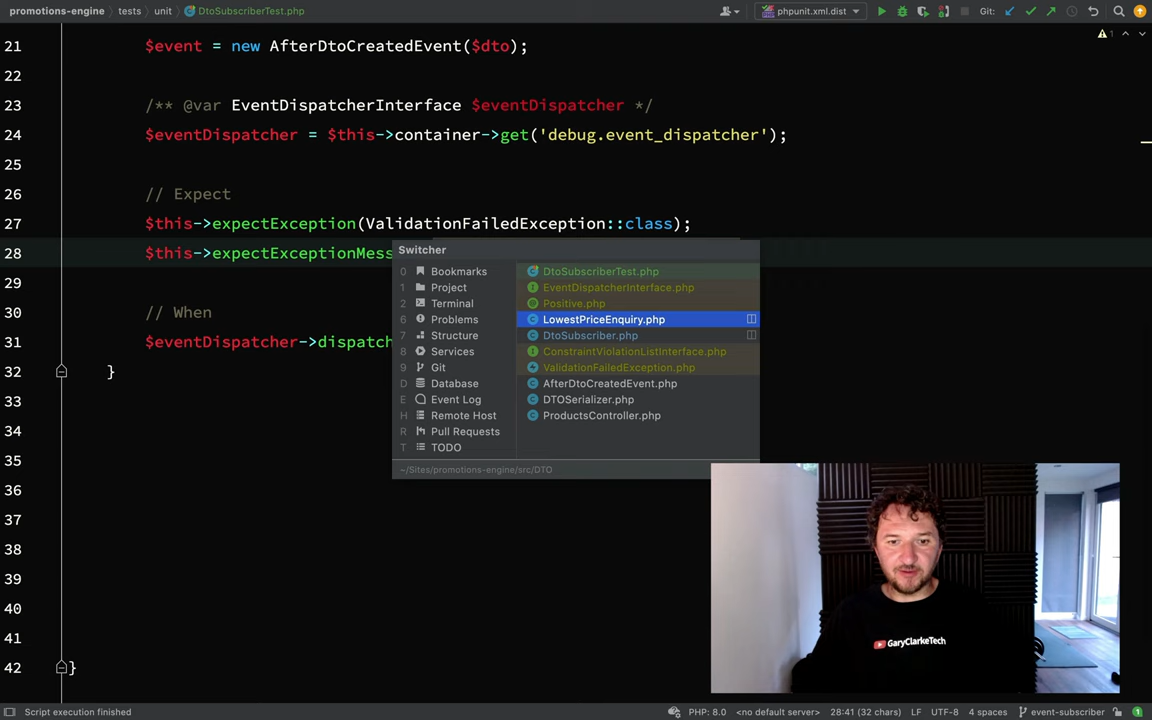 promotions-engine tests unit DtoSubscriberTest.php phpunit.xml.dist Git:
21 $event = new AfterDtoCreatedEvent($dto); 1
22
23 /** @var EventDispatcherInterface $eventDispatcher */
24 $eventDispatcher = $this->container->get('debug.event_dispatcher');
25
26 // Expect
27 $this->expectException(ValidationFailedException::class);
28 $this->expectExceptionMess
29
30 // When
31 $eventDispatcher->dispatch
32 }
33
34
35
36
37
38
39
40
41
42 }
Switcher
0 Bookmarks
1 Project
2 Terminal
6 Problems
7 Structure
8 Services
9 Git
D Database
E Event Log
H Remote Host
R Pull Requests
T TODO
DtoSubscriberTest.php
EventDispatcherInterface.php
Positive.php
LowestPriceEnquiry.php
DtoSubscriber.php
ConstraintViolationListInterface.php
ValidationFailedException.php
AfterDtoCreatedEvent.php
DTOSerializer.php
ProductsController.php
~/Sites/promotions-engine/src/DTO
GaryClarkeTech
Script execution finished PHP: 8.0 <no default server> 28:41 (32 chars) LF UTF-8 4 spaces event-subscriber 1